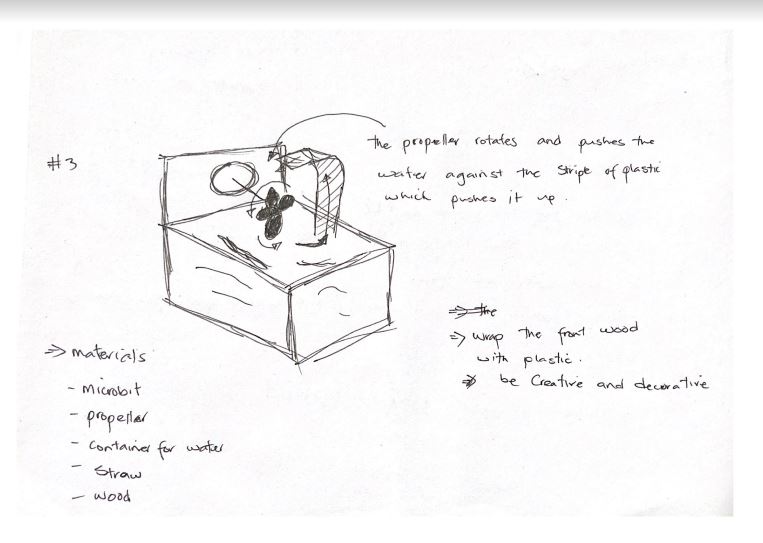 #3
the propeller rotates and pushes the
water against the stripe of plastic
which pushes it up.
⇒ the
⇒ wrap the front wood
with plastic.
⇒ be Creative and decorative
⇒ materials
- microbit
- propeller
- container for water
- straw
- wood